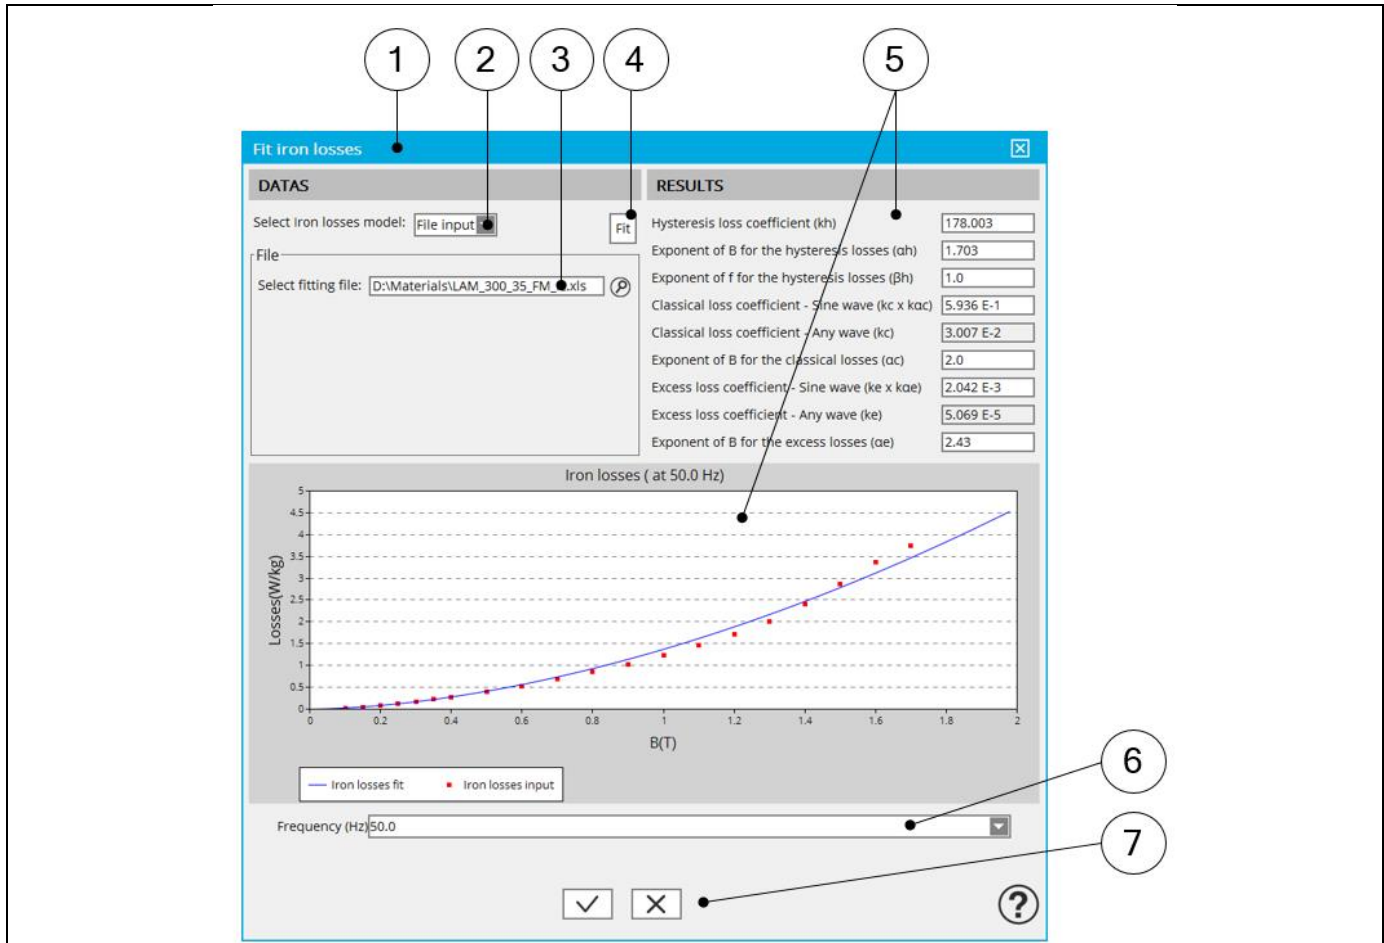 1 2 3 4 5
Fit iron losses
DATAS
RESULTS
Select Iron losses model: File input
Fit
File
Select fitting file: D:\Materials\LAM_300_35_FM_ .xls
Hysteresis loss coefficient (kh) 178.003
Exponent of B for the hysteresis losses (αh) 1.703
Exponent of f for the hysteresis losses (βh) 1.0
Classical loss coefficient - Sine wave (kc x kαc) 5.936 E-1
Classical loss coefficient - Any wave (kc) 3.007 E-2
Exponent of B for the classical losses (αc) 2.0
Excess loss coefficient - Sine wave (ke x kαe) 2.042 E-3
Excess loss coefficient - Any wave (ke) 5.069 E-5
Exponent of B for the excess losses (αe) 2.43
Iron losses ( at 50.0 Hz)
Losses(W/kg)
5
4.5
4
3.5
3
2.5
2
1.5
1
0.5
0
0 0.2 0.4 0.6 0.8 1 1.2 1.4 1.6 1.8 2
B(T)
Iron losses fit Iron losses input
6
Frequency (Hz) 50.0
7
?